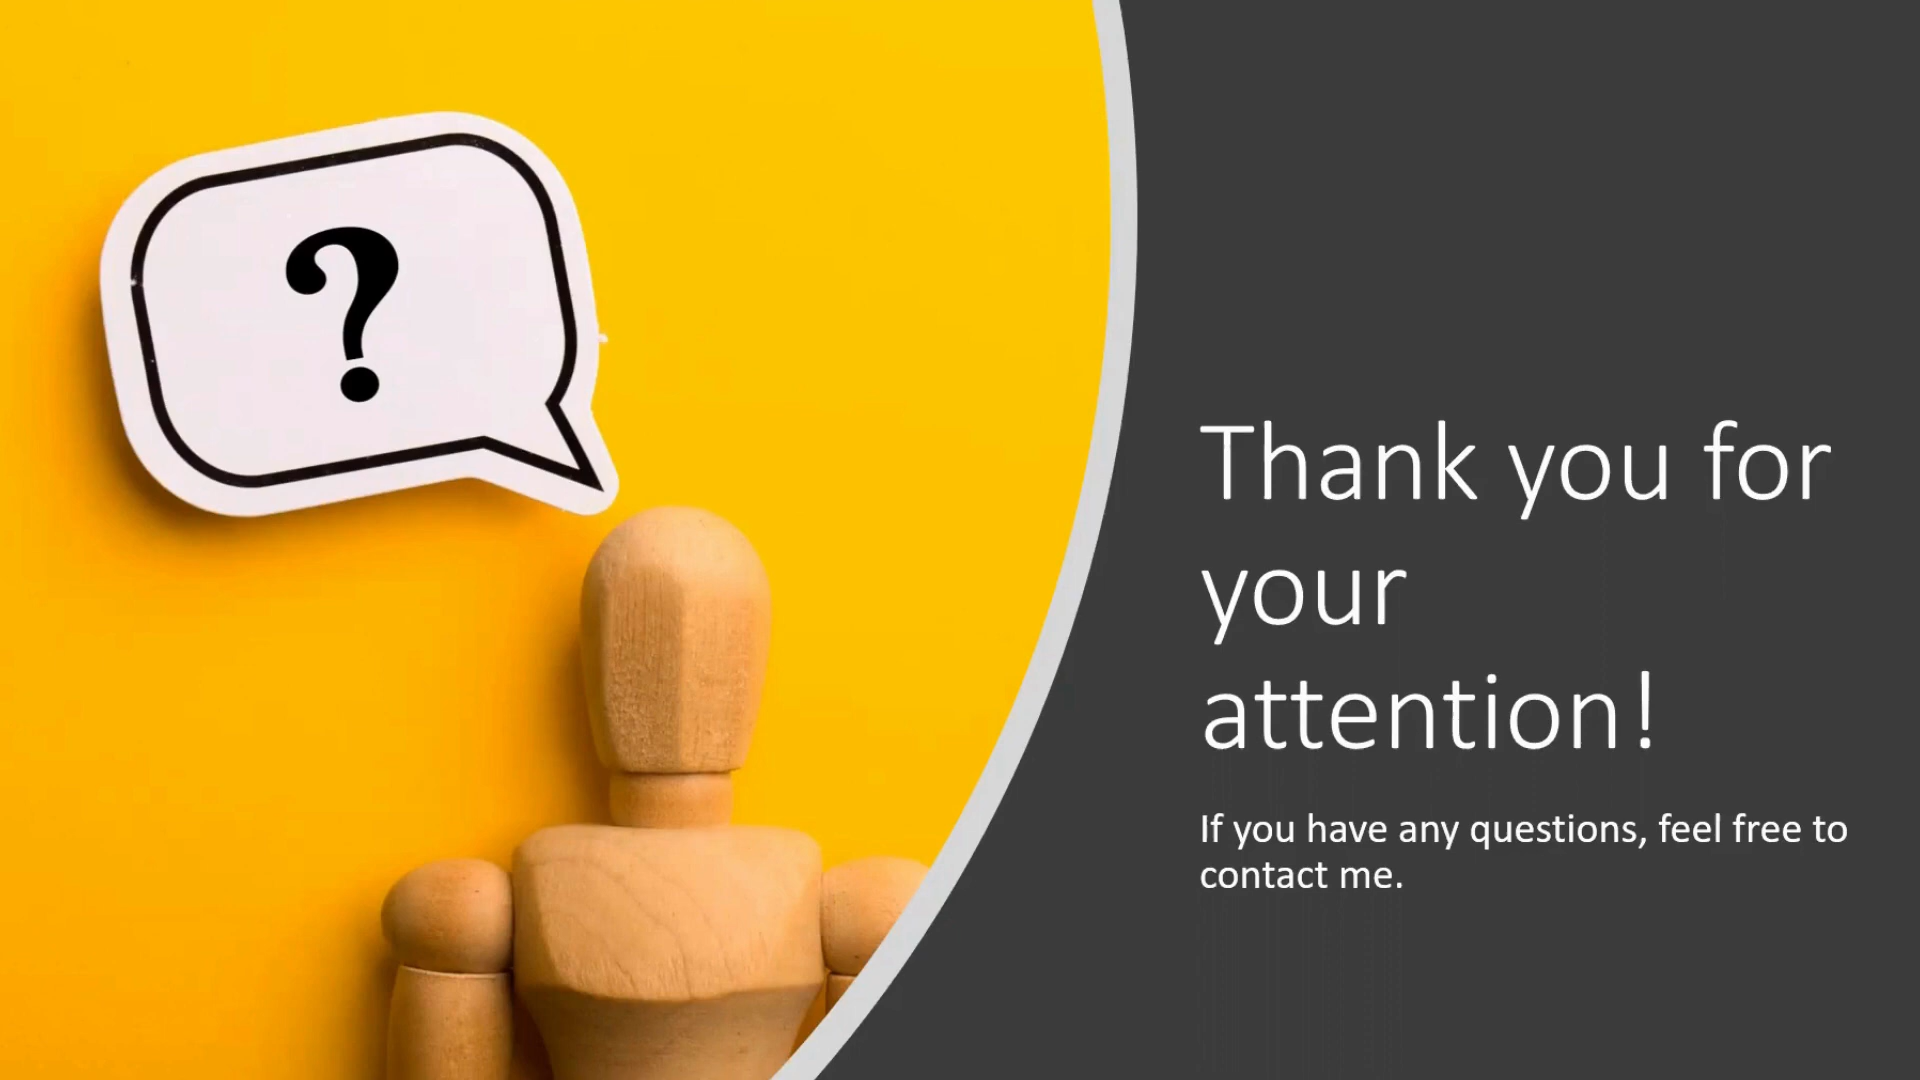 ?
Thank you for
your
attention!
If you have any questions, feel free to
contact me.